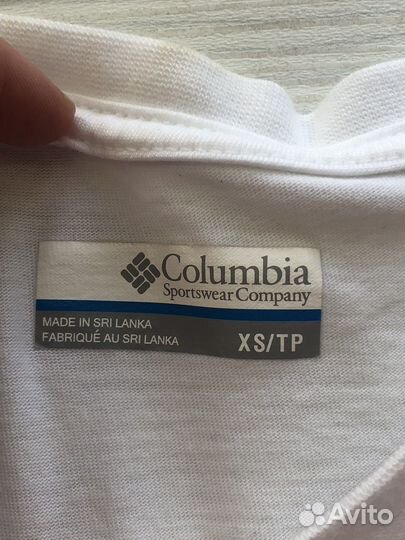 Columbia
Sportswear Company
MADE IN SRI LANKA
FABRIQUÉ AU SRI LANKA
XS/TP
Avito